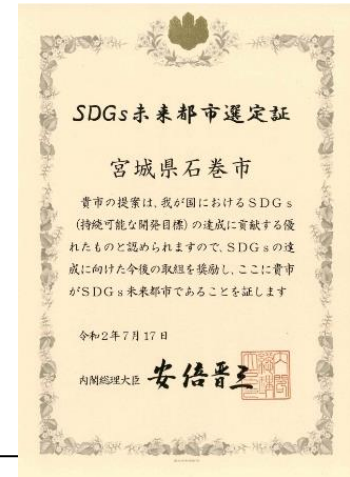 SDGs未来都市選定証
宮城県石巻市
貴市の提案は、我が国におけるSDGs
(持続可能な開発目標)の達成に貢献する優
れたものと認められますので、SDGsの達
成に向けた今後の取組を奨励し、ここに貴市
がSDGs未来都市であることを証します
令和2年7月17日
内閣総理大臣 安倍晋三